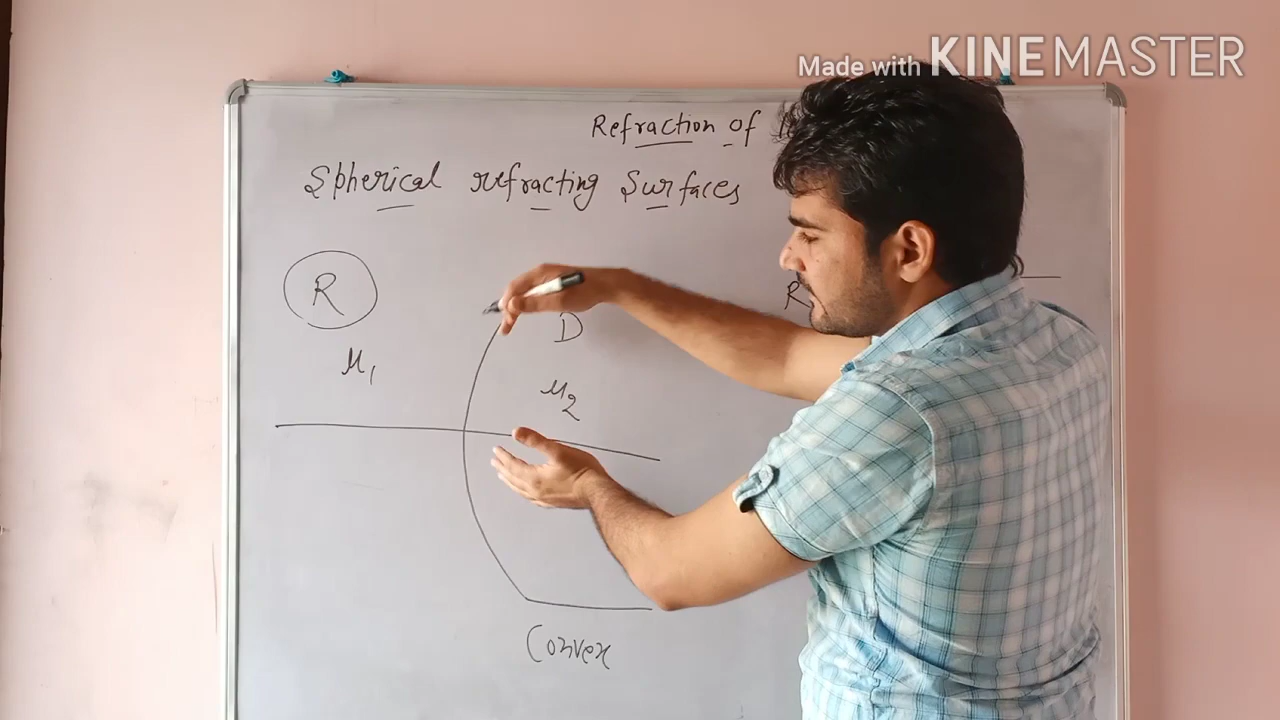 Made with KINEMASTER
Refraction of
Spherical refracting Surfaces
R
R
D
μ1
μ2
Convex